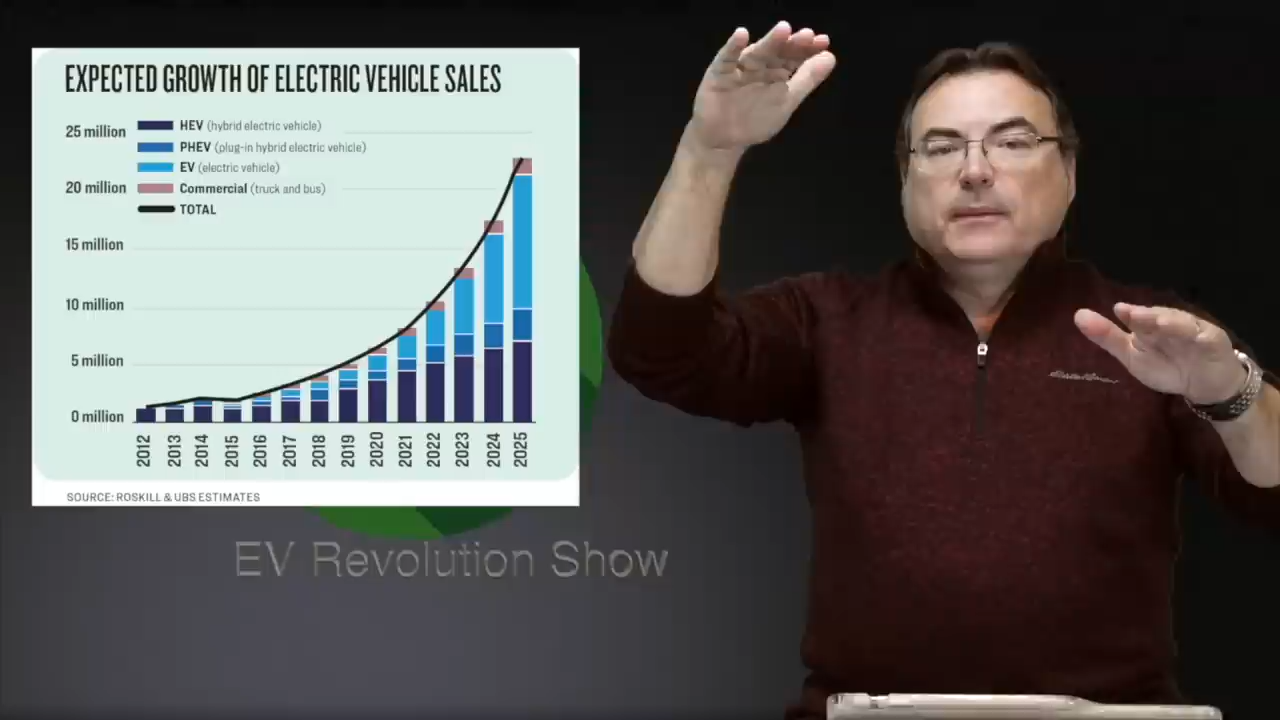 EXPECTED GROWTH OF ELECTRIC VEHICLE SALES
25 million
HEV (hybrid electric vehicle)
PHEV (plug-in hybrid electric vehicle)
EV (electric vehicle)
20 million
Commercial (truck and bus)
TOTAL
15 million
10 million
5 million
0 million
2012 2013 2014 2015 2016 2017 2018 2019 2020 2021 2022 2023 2024 2025
SOURCE: ROSKILL & UBS ESTIMATES
EV Revolution Show